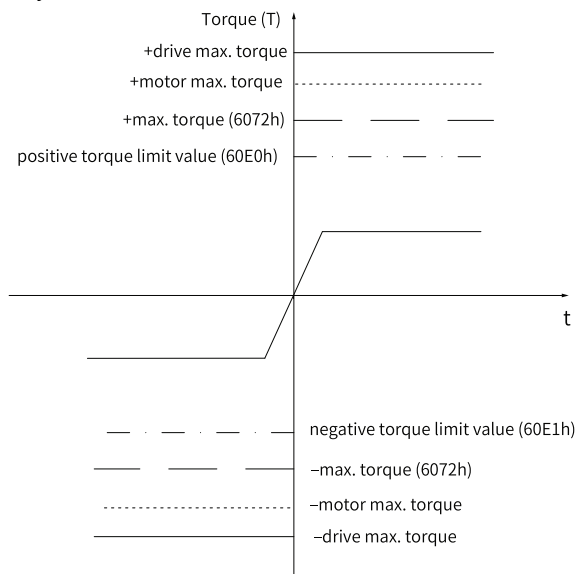 Torque (T)
+drive max. torque
+motor max. torque
+max. torque (6072h)
positive torque limit value (60E0h)
t
negative torque limit value (60E1h)
–max. torque (6072h)
–motor max. torque
–drive max. torque